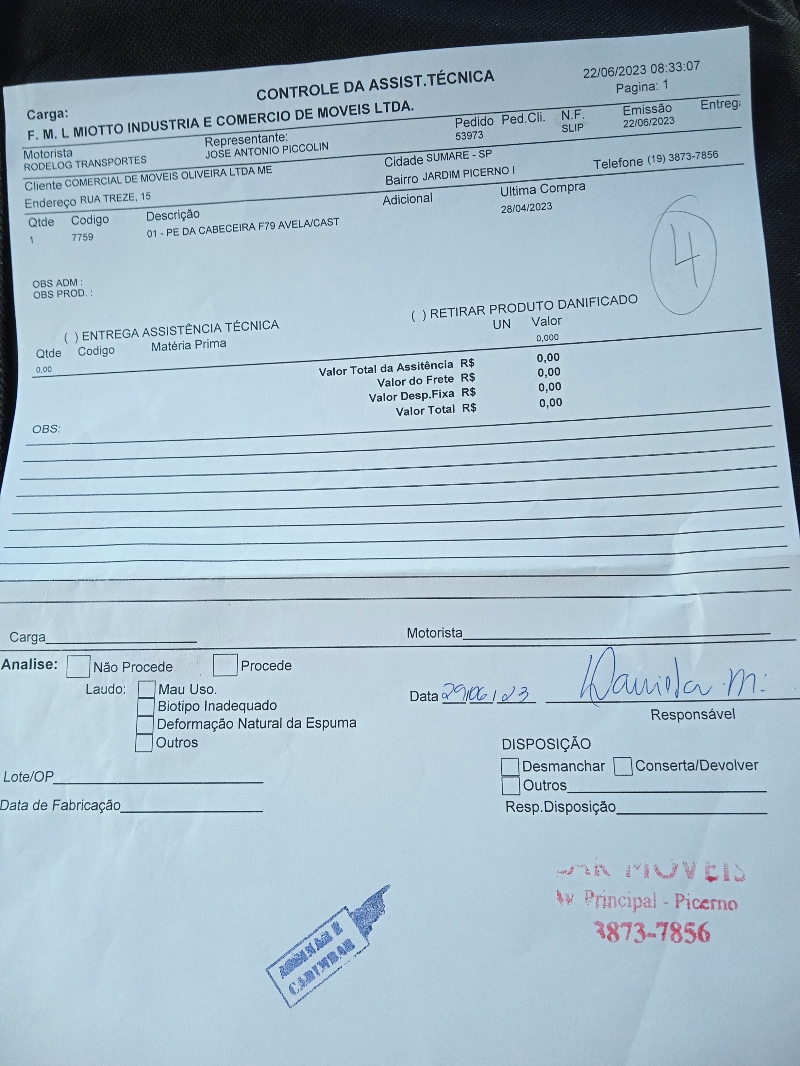 CONTROLE DA ASSIST.TÉCNICA
22/06/2023 08:33:07
Pagina: 1
Carga:
F. M. L MIOTTO INDUSTRIA E COMERCIO DE MOVEIS LTDA.
Motorista Representante: Pedido Ped.Cli. N.F. Emissão Entreg
RODELOG TRANSPORTES JOSE ANTONIO PICCOLIN 53973 SLIP 22/06/2023
Cliente COMERCIAL DE MOVEIS OLIVEIRA LTDA ME Cidade SUMARE - SP
Endereço RUA TREZE, 15 Bairro JARDIM PICERNO I Telefone (19) 3873-7856
Qtde Codigo Descrição Adicional Ultima Compra
1 7759 01 - PE DA CABECEIRA F79 AVELA/CAST 28/04/2023
4
OBS ADM :
OBS PROD. :
( ) ENTREGA ASSISTÊNCIA TÉCNICA ( ) RETIRAR PRODUTO DANIFICADO
Qtde Codigo Matéria Prima UN Valor
0,00 0,000
Valor Total da Assitência R$ 0,00
Valor do Frete R$ 0,00
Valor Desp.Fixa R$ 0,00
Valor Total R$ 0,00
OBS:
Carga Motorista
Analise: Não Procede Procede
Laudo: Mau Uso.
Biotipo Inadequado
Deformação Natural da Espuma
Outros
Data 29/06/23 Daniela M.
Responsável
DISPOSIÇÃO
Desmanchar Conserta/Devolver
Outros
Resp.Disposição
Lote/OP
Data de Fabricação
MOVEIS
Principal - Picerno
3873-7856
ASSINAR E
CARIMBAR